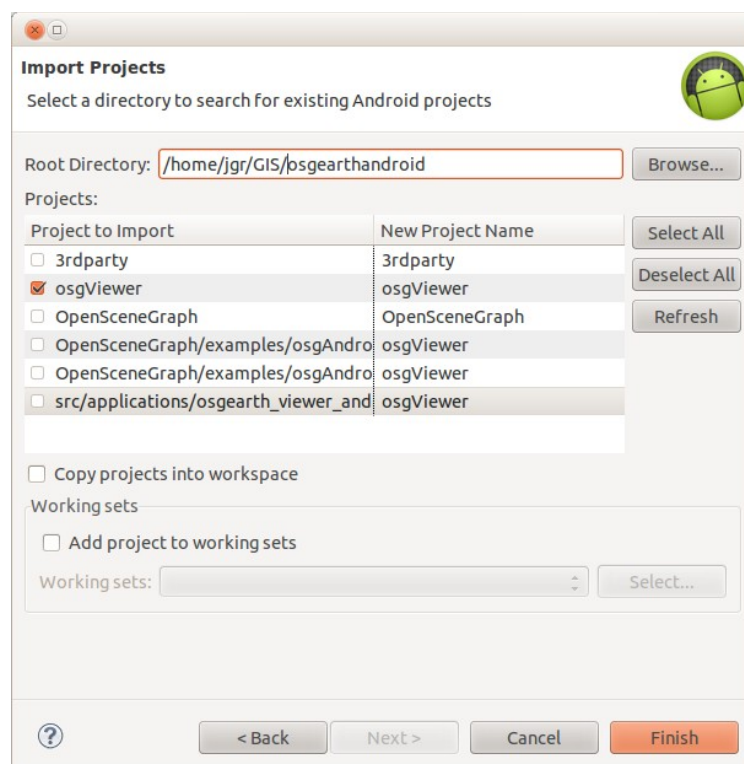 Import Projects
Select a directory to search for existing Android projects
Root Directory: /home/jgr/GIS/osgearthandroid Browse...
Projects:
Project to Import New Project Name Select All
3rdparty 3rdparty
osgViewer osgViewer Deselect All
OpenSceneGraph OpenSceneGraph Refresh
OpenSceneGraph/examples/osgAndro osgViewer
OpenSceneGraph/examples/osgAndro osgViewer
src/applications/osgearth_viewer_and osgViewer
Copy projects into workspace
Working sets
Add project to working sets
Working sets: Select...
? < Back Next > Cancel Finish